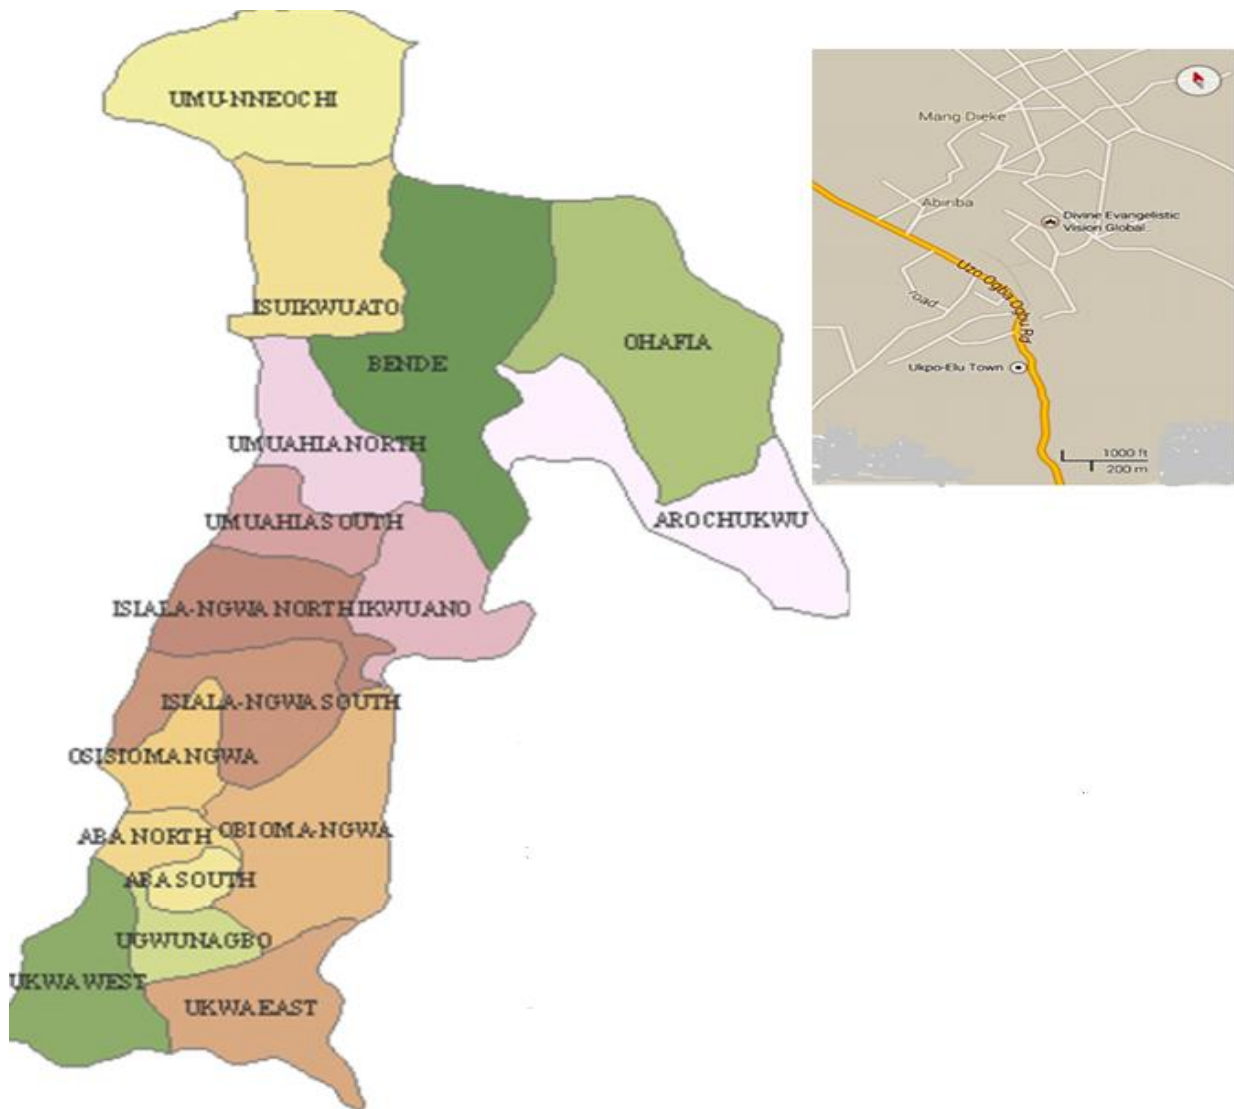 UMU-NNEOCHI
ISUIKWUATO
BENDE
OHAFIA
UMUAHIA NORTH
UMUAHIA SOUTH
AROCHUKWU
ISIALA-NGWA NORTH
IKWUANO
ISIALA-NGWA SOUTH
OSISIOMA NGWA
ABA NORTH
OBIOMA-NGWA
ABA SOUTH
UGWUNAGBO
UKWA WEST
UKWA EAST
Mang Dieke
Abiriba
Divine Evangelistic
Vision Global..
Uzo Ogba Ogbu Rd
road
Ukpo-Elu Town
1000 ft
200 m